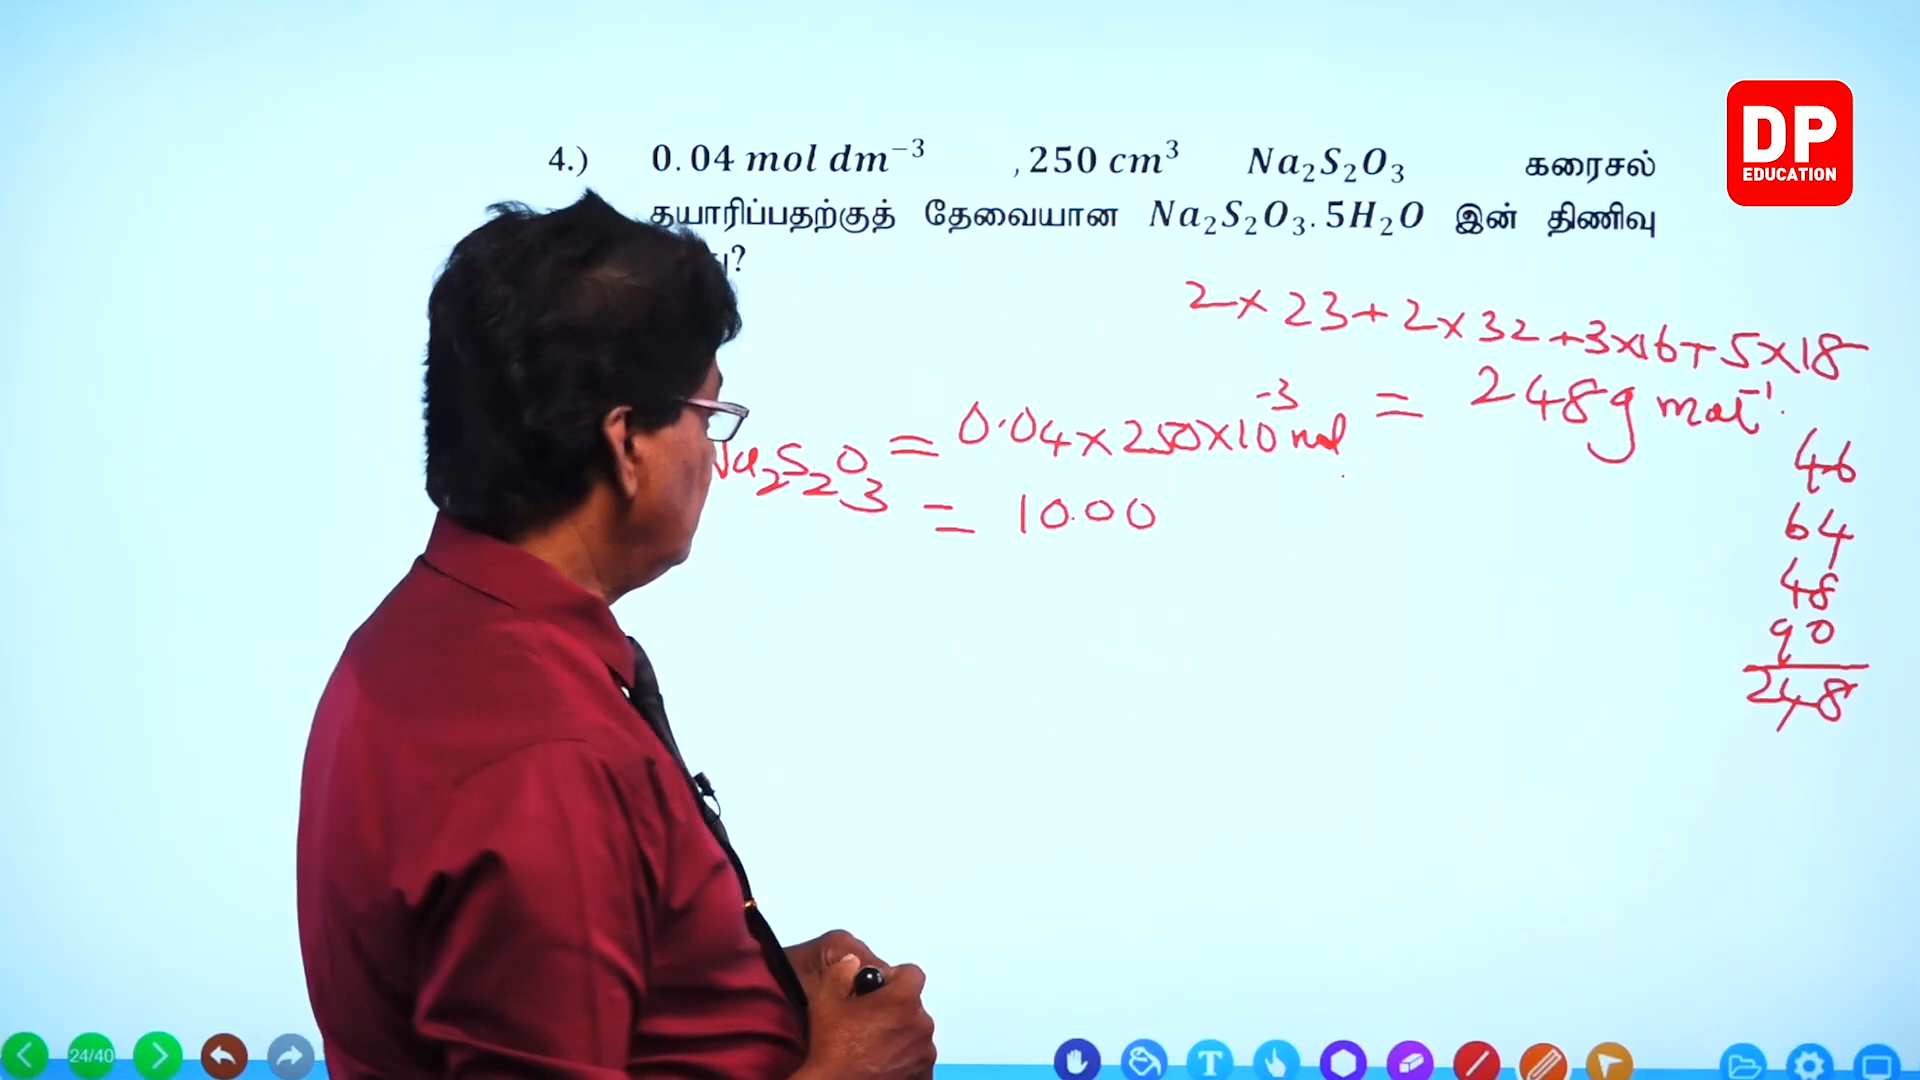 DP
EDUCATION
4.) 0.04 mol dm⁻³ ,250 cm³ Na₂S₂O₃ கரைசல்
தயாரிப்பதற்குத் தேவையான Na₂S₂O₃.5H₂O இன் திணிவு
?
2×23+2×32+3×16+5×18
= 248g mol⁻¹.
Na₂S₂O₃ = 0.04×250×10⁻³ mol
= 10.00
46
64
48
90
248
24/40
T